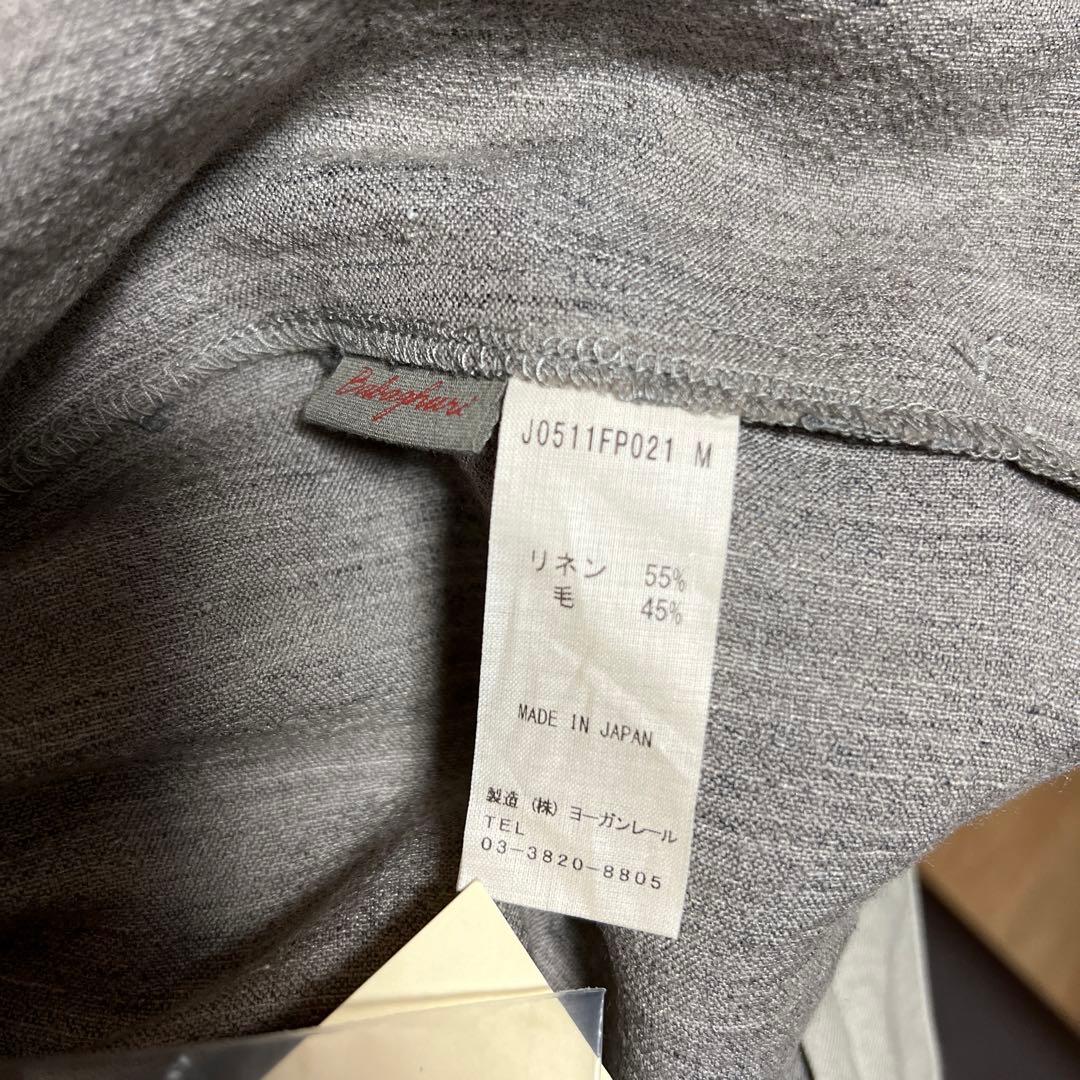 Babaghuri
J0511FP021 M
リネン 55%
毛 45%
MADE IN JAPAN
製造 (株) ヨーガンレール
TEL
03-3820-8805